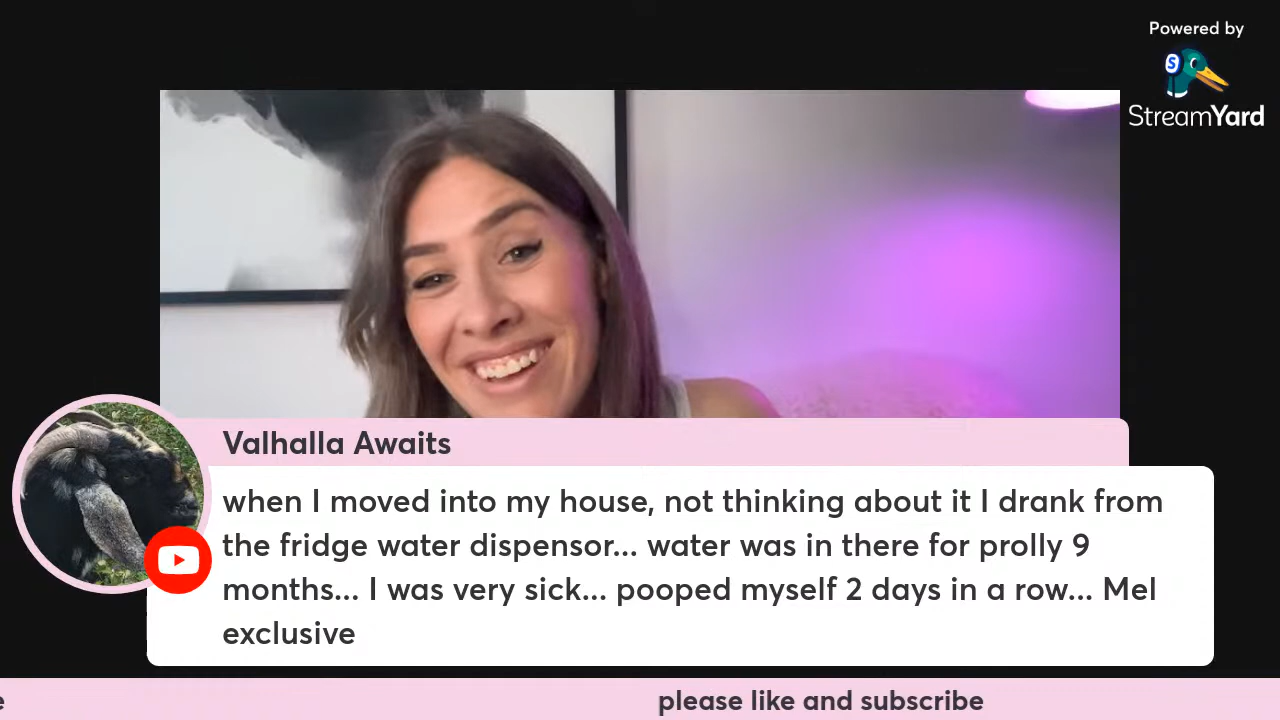 Powered by
S
StreamYard
Valhalla Awaits
when I moved into my house, not thinking about it I drank from
the fridge water dispensor... water was in there for prolly 9
months... I was very sick... pooped myself 2 days in a row... Mel
exclusive
e
please like and subscribe